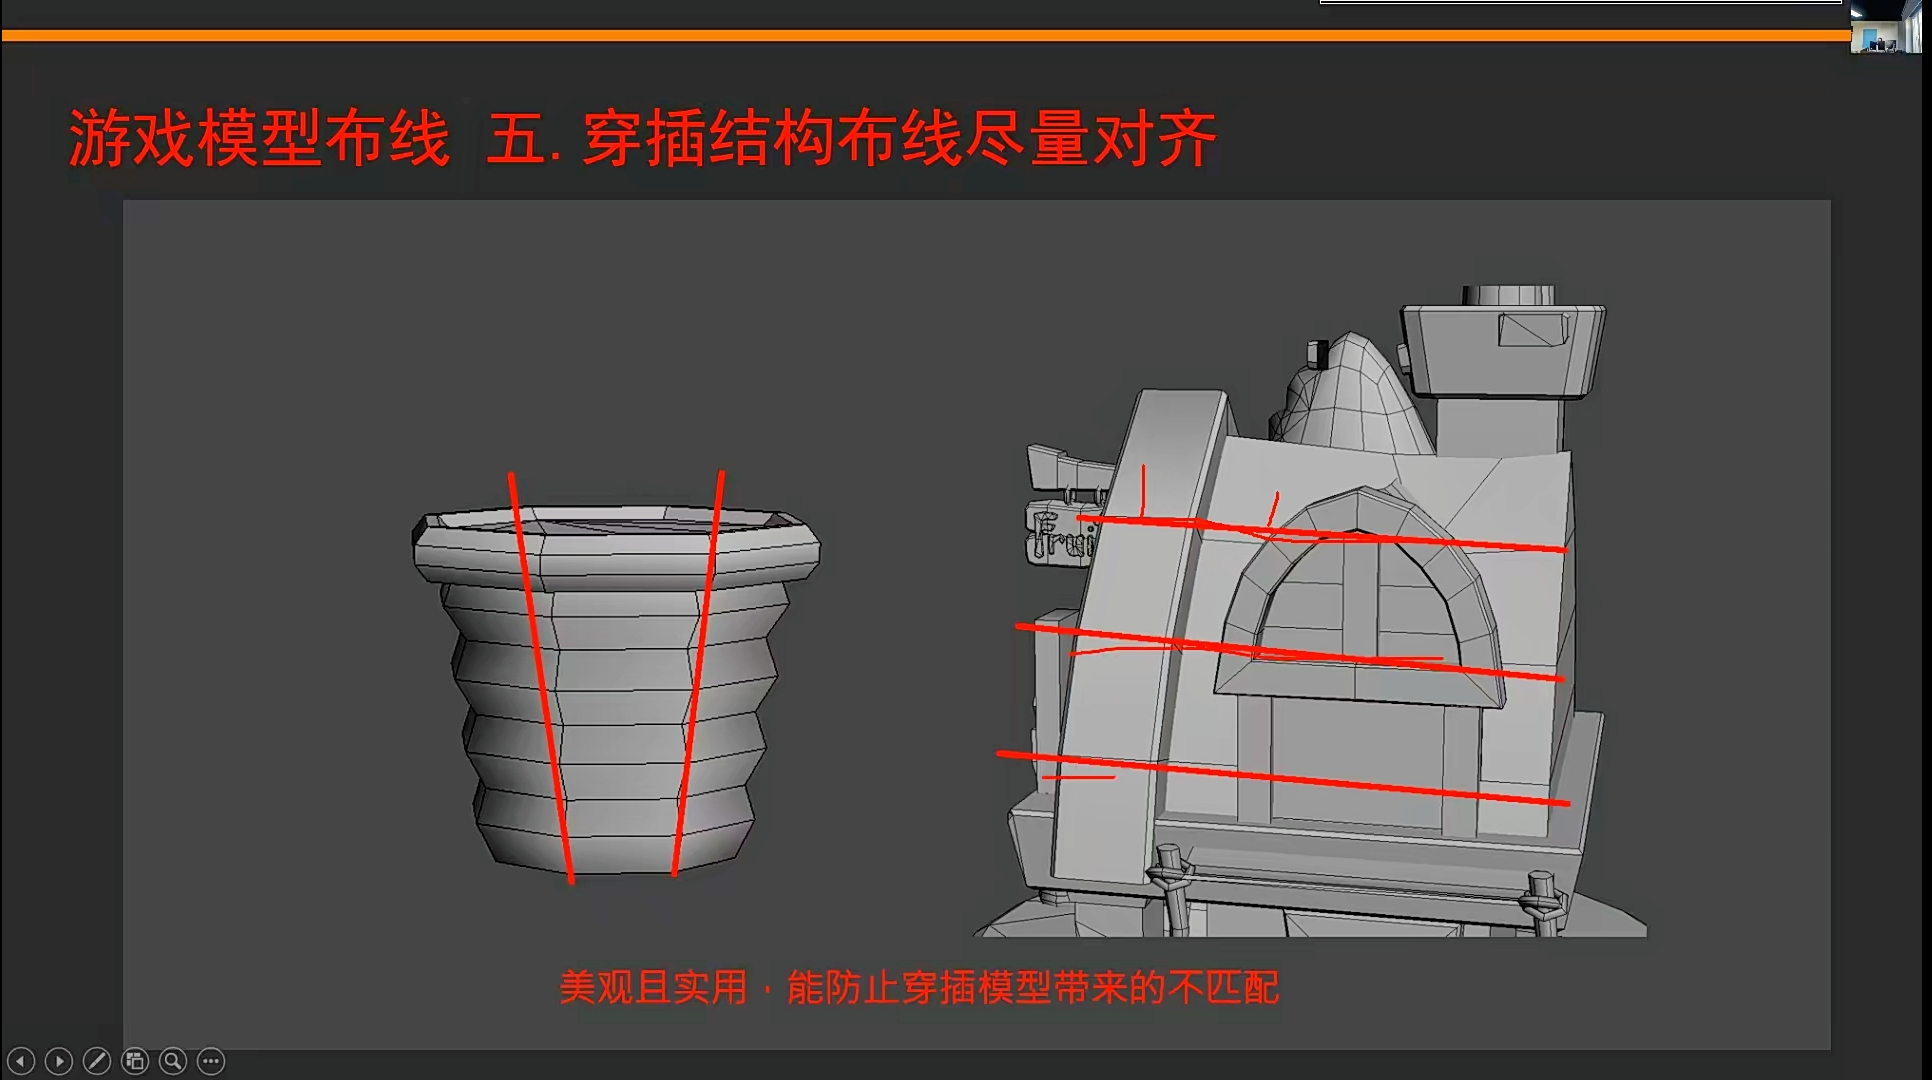 游戏模型布线 五.穿插结构布线尽量对齐
Frui
美观且实用，能防止穿插模型带来的不匹配